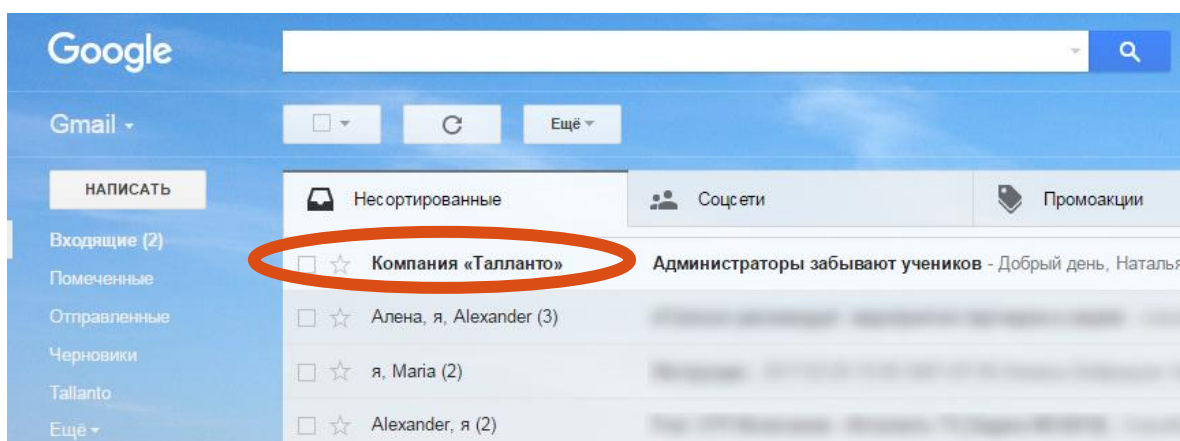 Google
Gmail
Ещё
НАПИСАТЬ
Несортированные
Соцсети
Промоакции
Входящие (2)
Компания «Талланто»
Администраторы забывают учеников - Добрый день, Наталья
Помеченные
Отправленные
Алена, я, Alexander (3)
Черновики
я, Maria (2)
Tallanto
Ещё
Alexander, я (2)